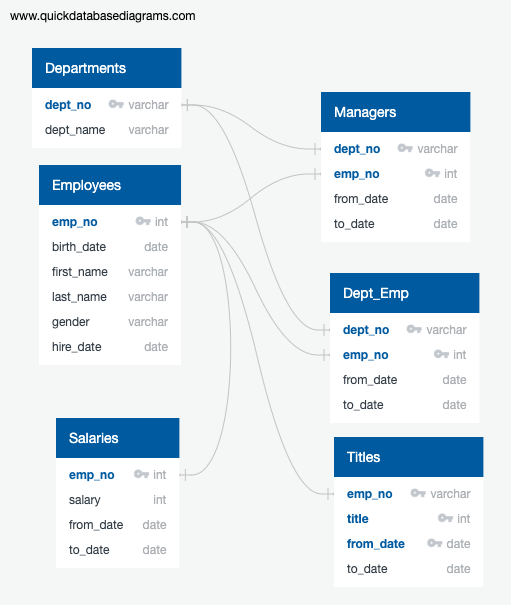 www.quickdatabasediagrams.com
Departments
dept_no varchar
dept_name varchar
Employees
emp_no int
birth_date date
first_name varchar
last_name varchar
gender varchar
hire_date date
Salaries
emp_no int
salary int
from_date date
to_date date
Managers
dept_no varchar
emp_no int
from_date date
to_date date
Dept_Emp
dept_no varchar
emp_no int
from_date date
to_date date
Titles
emp_no varchar
title int
from_date date
to_date date